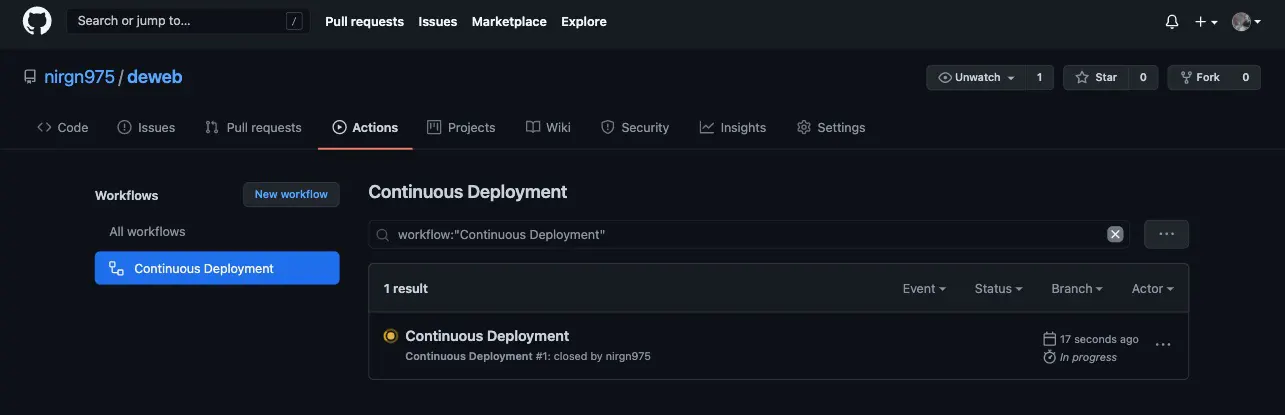 Search or jump to... / Pull requests Issues Marketplace Explore
nirgn975 / deweb Unwatch 1 Star 0 Fork 0
Code Issues Pull requests Actions Projects Wiki Security Insights Settings
Workflows New workflow
All workflows
Continuous Deployment
Continuous Deployment
workflow:"Continuous Deployment"
1 result Event Status Branch Actor
Continuous Deployment
Continuous Deployment #1: closed by nirgn975
17 seconds ago
In progress